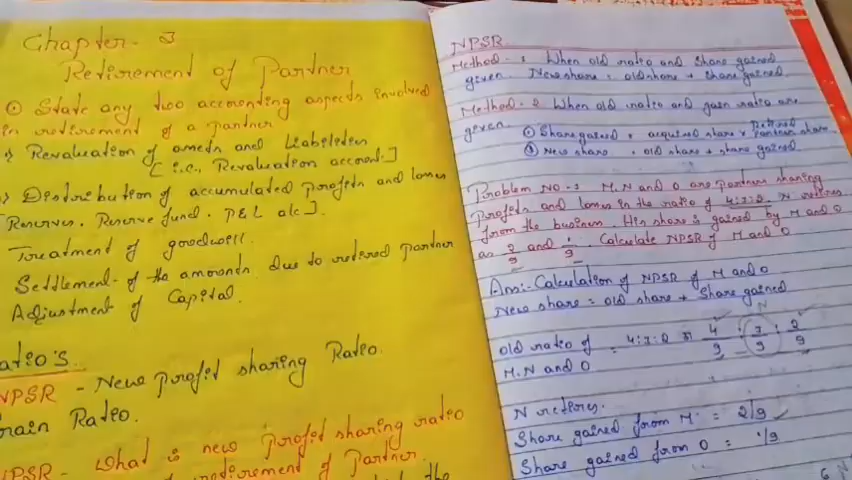 Chapter - 3
Retirement of Partner
① State any two accounting aspects involved
in retirement of a partner
Revaluation of assets and Liabilities
[i.e., Revaluation account.]
Distribution of accumulated profits and losses
[Reserves, Reserve fund, P&L a/c].
Treatment of goodwill.
Settlement of the amounts due to retired partner
Adjustment of Capital.
NPSR - New profit sharing Ratio.
Ratio.
What is new profit sharing ratio
retirement of Partner.
the
NPSR
Method - 1 When old ratio and share gained
given. New share = old share + share gained
Method - 2 When old ratio and gain ratio are
given ① Share gained = acquired share × Retired Partner share
② New share = old share + share gained
Problem NO - 1 M, N and O are partners sharing
profits and losses in the ratio of 4:3:2. N retires
from the business. His share is gained by M and O
as 2/9 and 1/9. Calculate NPSR of M and O
Ans:- Calculation of NPSR of M and O
New share = old share + share gained
N
old ratio of = 4:3:2 or 4/9 : 3/9 : 2/9
M, N and O
N retires.
Share gained from M = 2/9
Share gained from O = 1/9